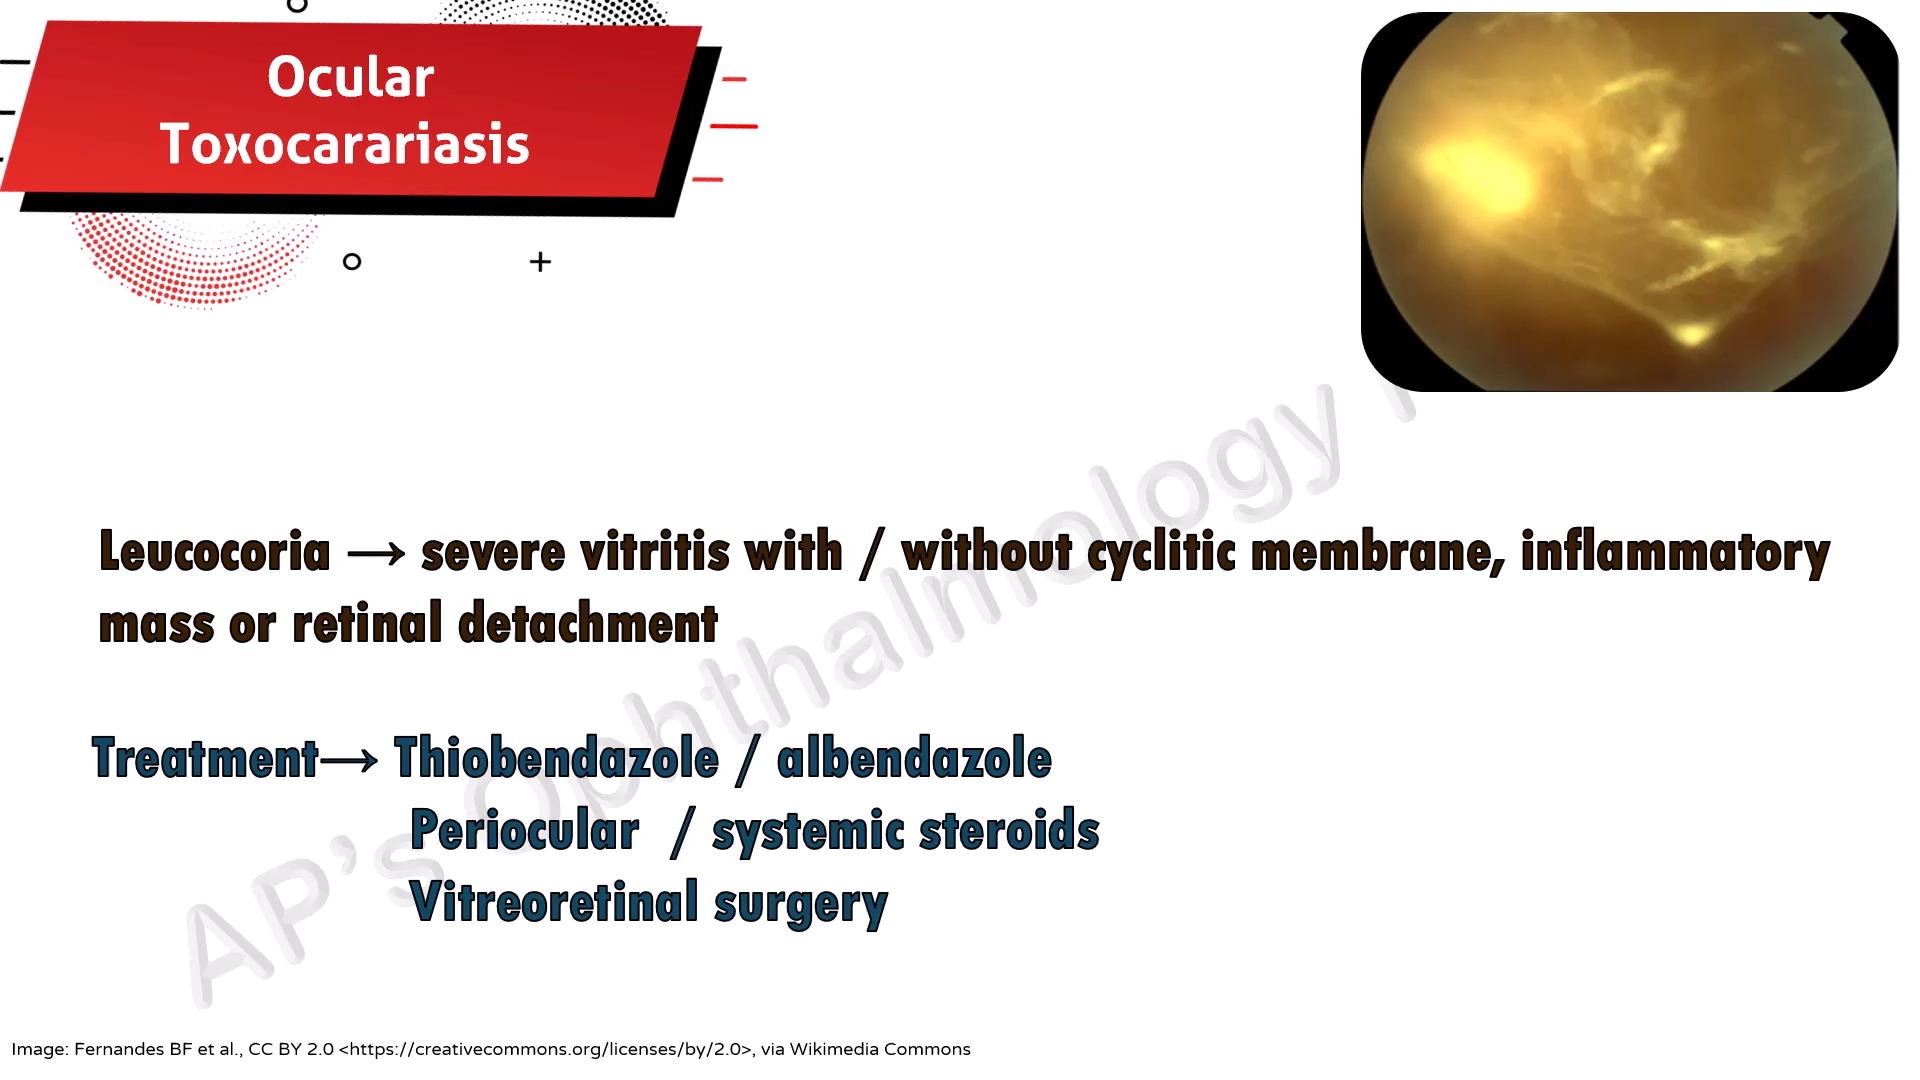 Ocular
Toxocarariasis
Leucocoria → severe vitritis with / without cyclitic membrane, inflammatory
mass or retinal detachment
Treatment→ Thiobendazole / albendazole
Periocular / systemic steroids
Vitreoretinal surgery
AP's Ophthalmology
Image: Fernandes BF et al., CC BY 2.0 <https://creativecommons.org/licenses/by/2.0>, via Wikimedia Commons